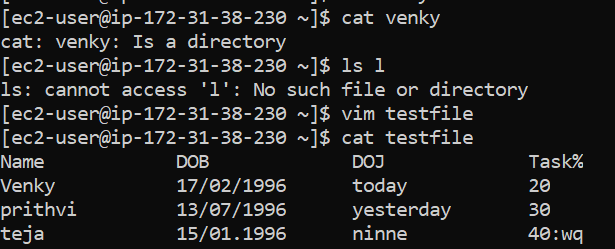 [ec2-user@ip-172-31-38-230 ~]$ cat venky
cat: venky: Is a directory
[ec2-user@ip-172-31-38-230 ~]$ ls l
ls: cannot access 'l': No such file or directory
[ec2-user@ip-172-31-38-230 ~]$ vim testfile
[ec2-user@ip-172-31-38-230 ~]$ cat testfile
Name            DOB             DOJ             Task%
Venky           17/02/1996      today           20
prithvi         13/07/1996      yesterday       30
teja            15/01.1996      ninne           40:wq